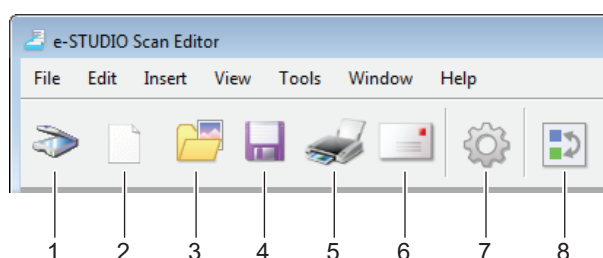 e-STUDIO Scan Editor
File Edit Insert View Tools Window Help
1 2 3 4 5 6 7 8